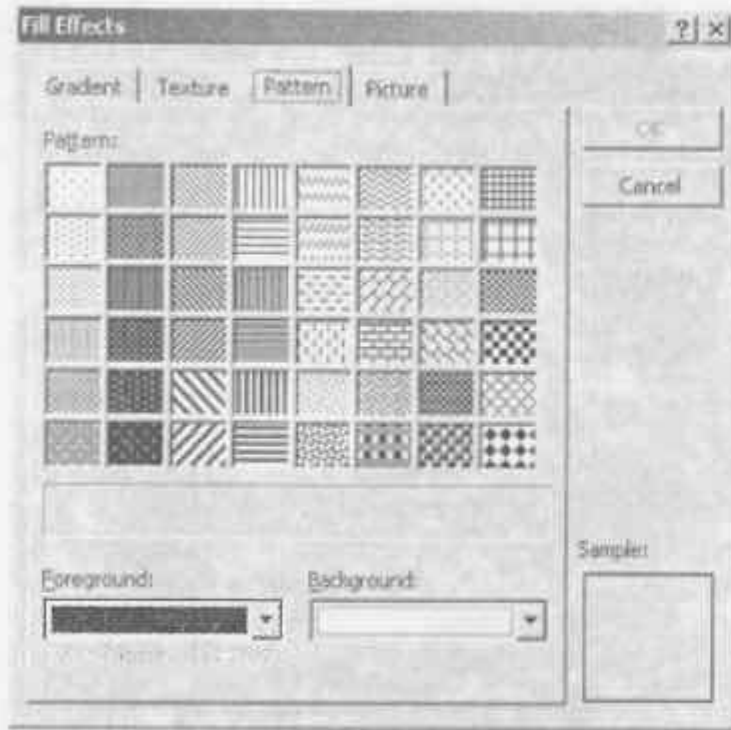 Fill Effects
Gradient Texture Pattern Picture
Pattern:
OK
Cancel
Sample:
Foreground:
Background: